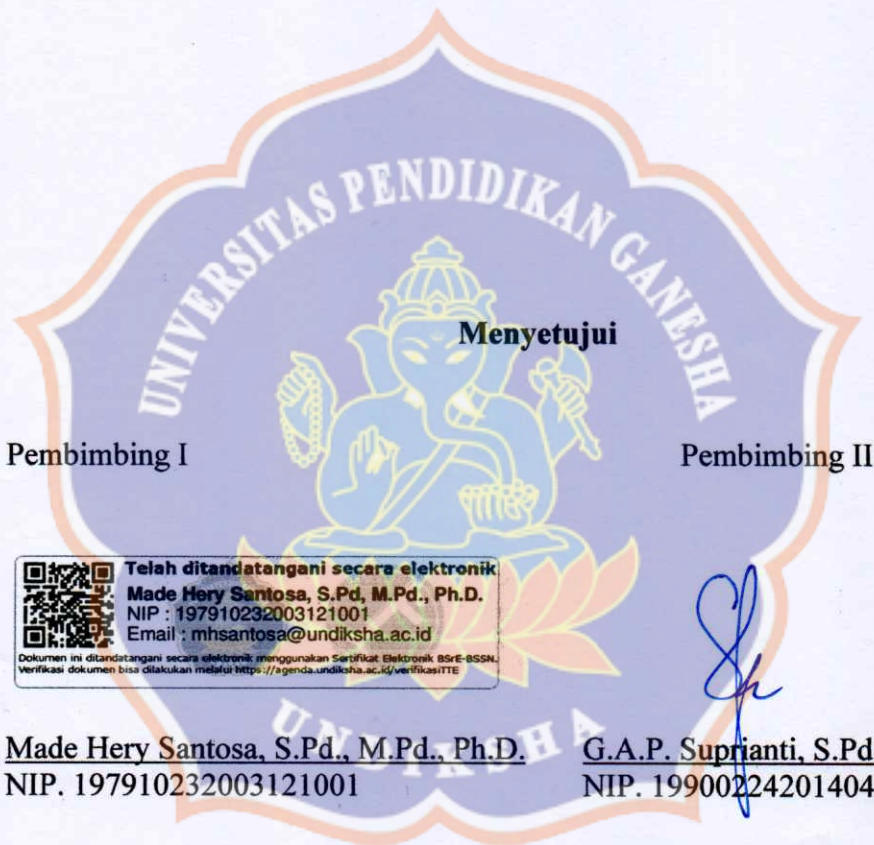 UNIVERSITAS PENDIDIKAN GANESHA
Menyetujui
Pembimbing I
Pembimbing II
Telah ditandatangani secara elektronik
Made Hery Santosa, S.Pd, M.Pd., Ph.D.
NIP : 197910232003121001
Email : mhsantosa@undiksha.ac.id
Dokumen ini ditandatangani secara elektronik menggunakan Sertifikat Elektronik BSrE-BSSN.
Verifikasi dokumen bisa dilakukan melalui https://agenda.undiksha.ac.id/verifikasiTTE
UNDIKSHA
Made Hery Santosa, S.Pd., M.Pd., Ph.D.
G.A.P. Suprianti, S.Pd
NIP. 197910232003121001
NIP. 19900224201404